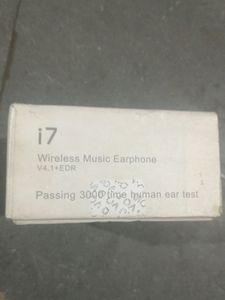 i7
Wireless Music Earphone
V4.1+EDR
Passing 3000 time human ear test